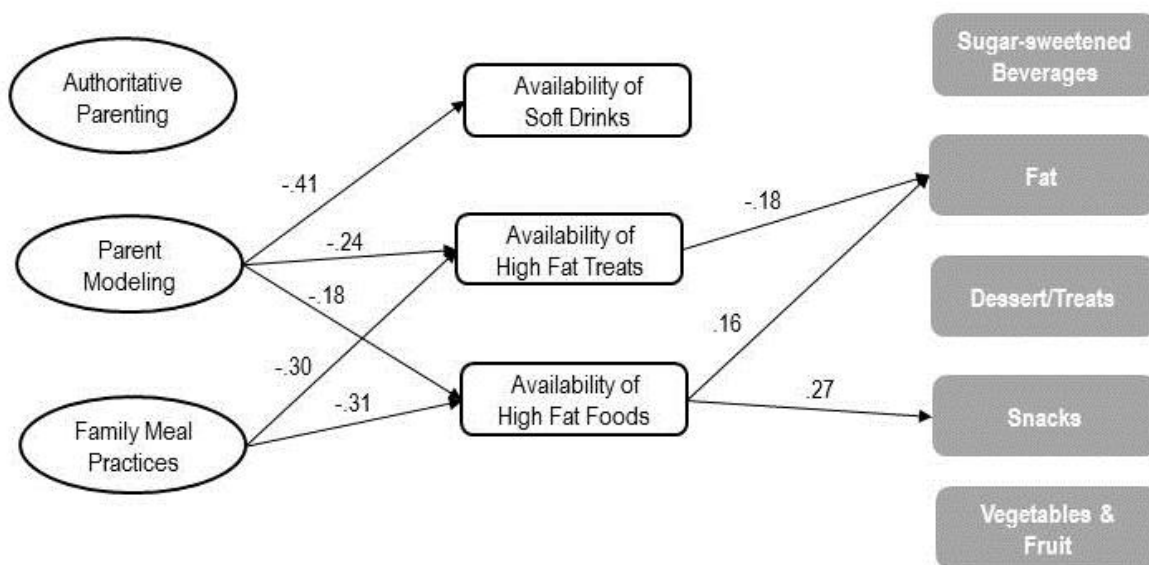 Authoritative
Parenting
Parent
Modeling
Family Meal
Practices
-.41
-.24
-.18
-.30
-.31
Availability of
Soft Drinks
Availability of
High Fat Treats
Availability of
High Fat Foods
-.18
.16
.27
Sugar-sweetened
Beverages
Fat
Dessert/Treats
Snacks
Vegetables &
Fruit